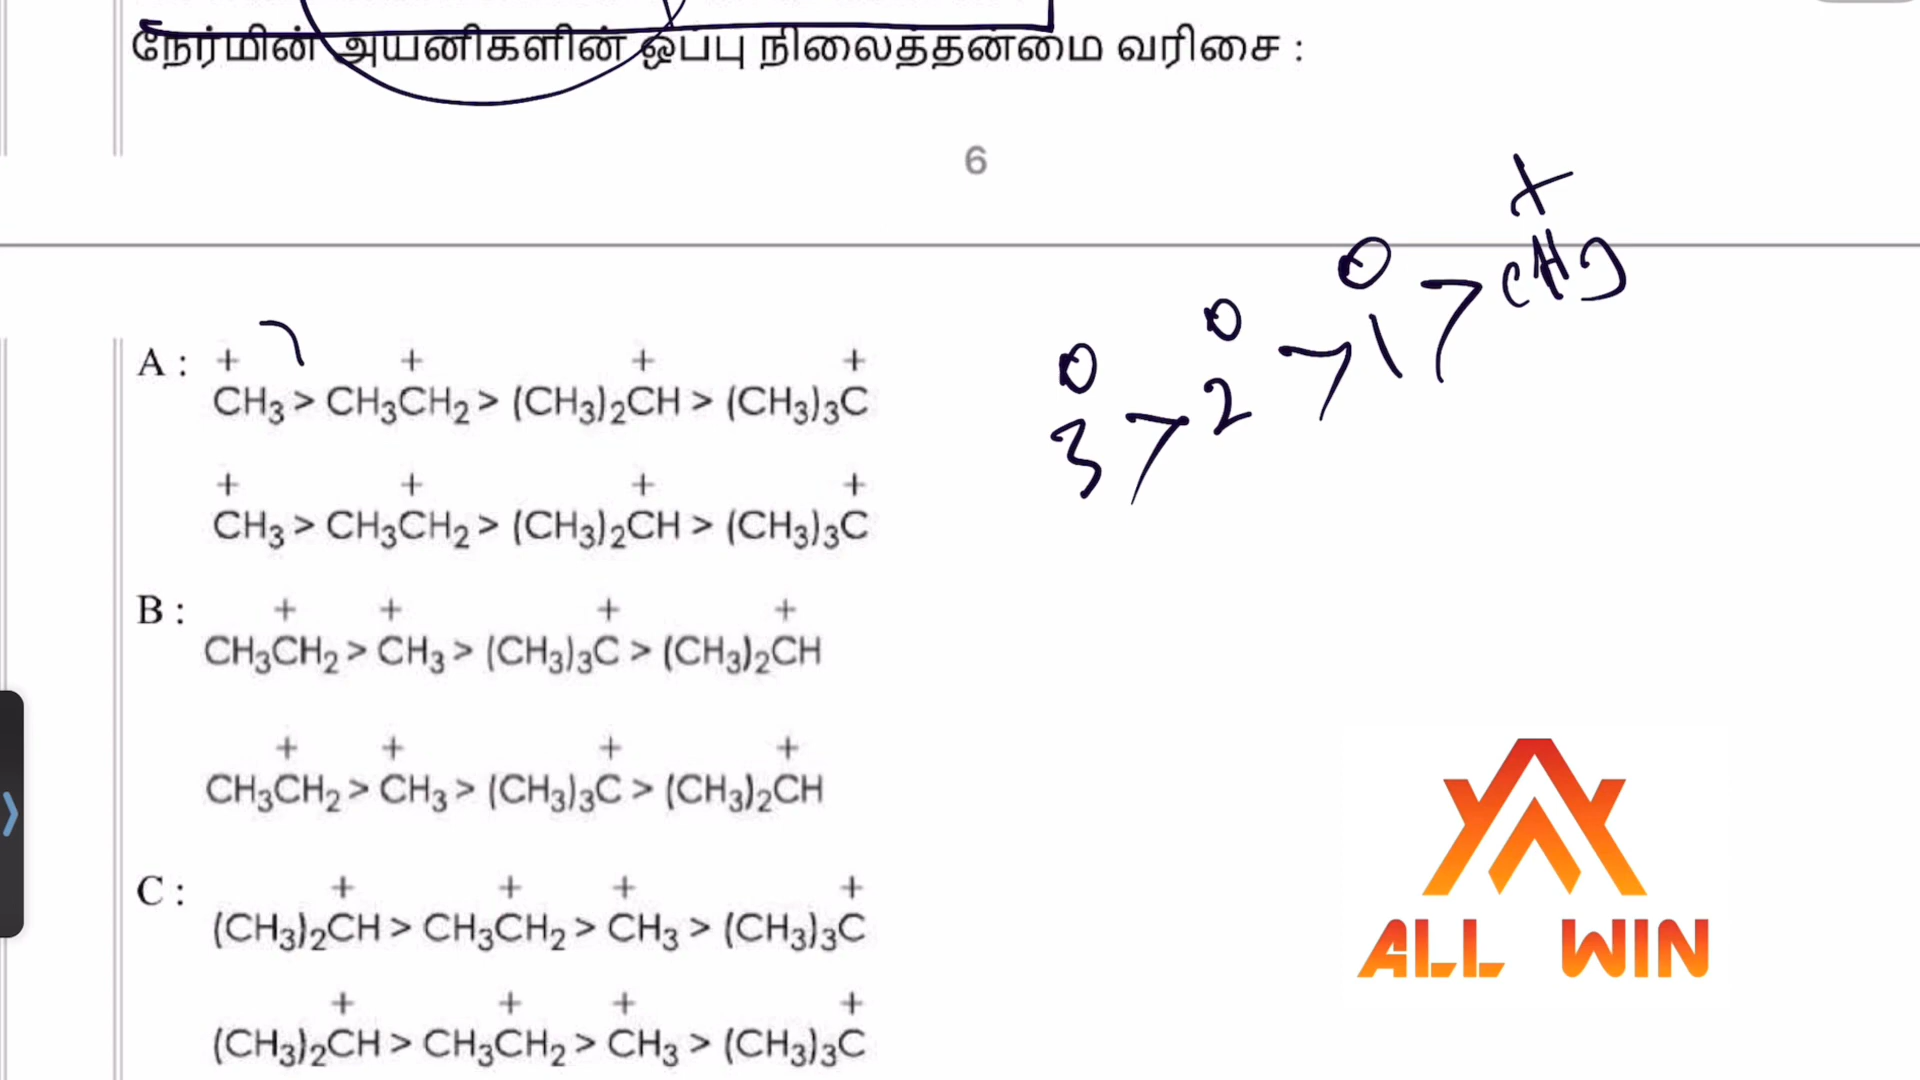 நேர்மின் அயனிகளின் ஒப்பு நிலைத்தன்மை வரிசை :
6
+
CH3
3° > 2° > 1° > CH3
A : + + + +
CH₃ > CH₃CH₂ > (CH₃)₂CH > (CH₃)₃C
+ + + +
CH₃ > CH₃CH₂ > (CH₃)₂CH > (CH₃)₃C
B : + + + +
CH₃CH₂ > CH₃ > (CH₃)₃C > (CH₃)₂CH
+ + + +
CH₃CH₂ > CH₃ > (CH₃)₃C > (CH₃)₂CH
C : + + + +
(CH₃)₂CH > CH₃CH₂ > CH₃ > (CH₃)₃C
+ + + +
(CH₃)₂CH > CH₃CH₂ > CH₃ > (CH₃)₃C
ALL WIN